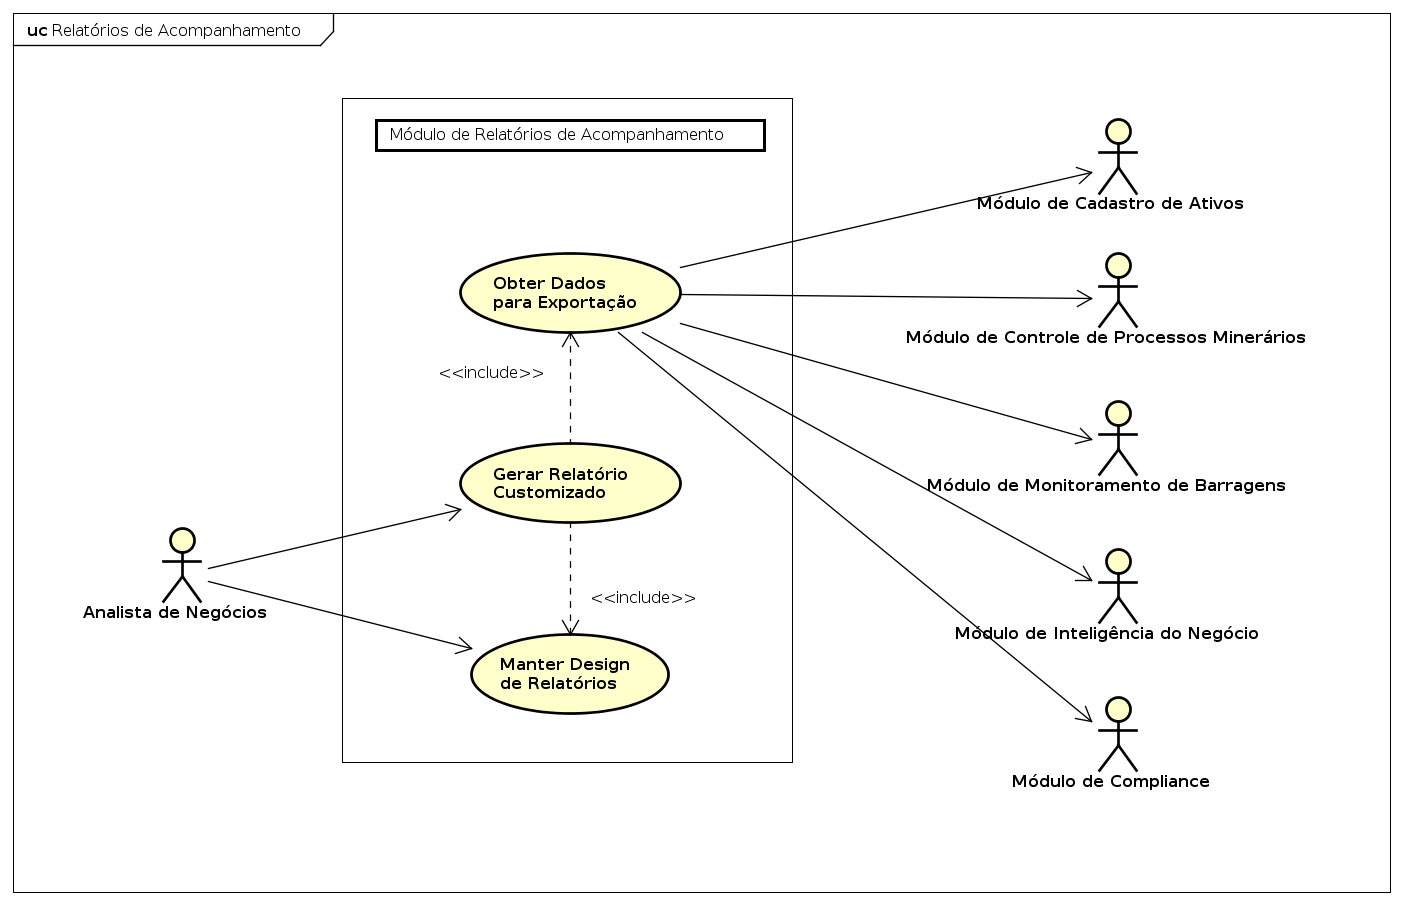 uc Relatórios de Acompanhamento
Módulo de Relatórios de Acompanhamento
Módulo de Cadastro de Ativos
Obter Dados
para Exportação
Módulo de Controle de Processos Minerários
<<include>>
Gerar Relatório
Customizado
Módulo de Monitoramento de Barragens
Analista de Negócios
<<include>>
Módulo de Inteligência do Negócio
Manter Design
de Relatórios
Módulo de Compliance